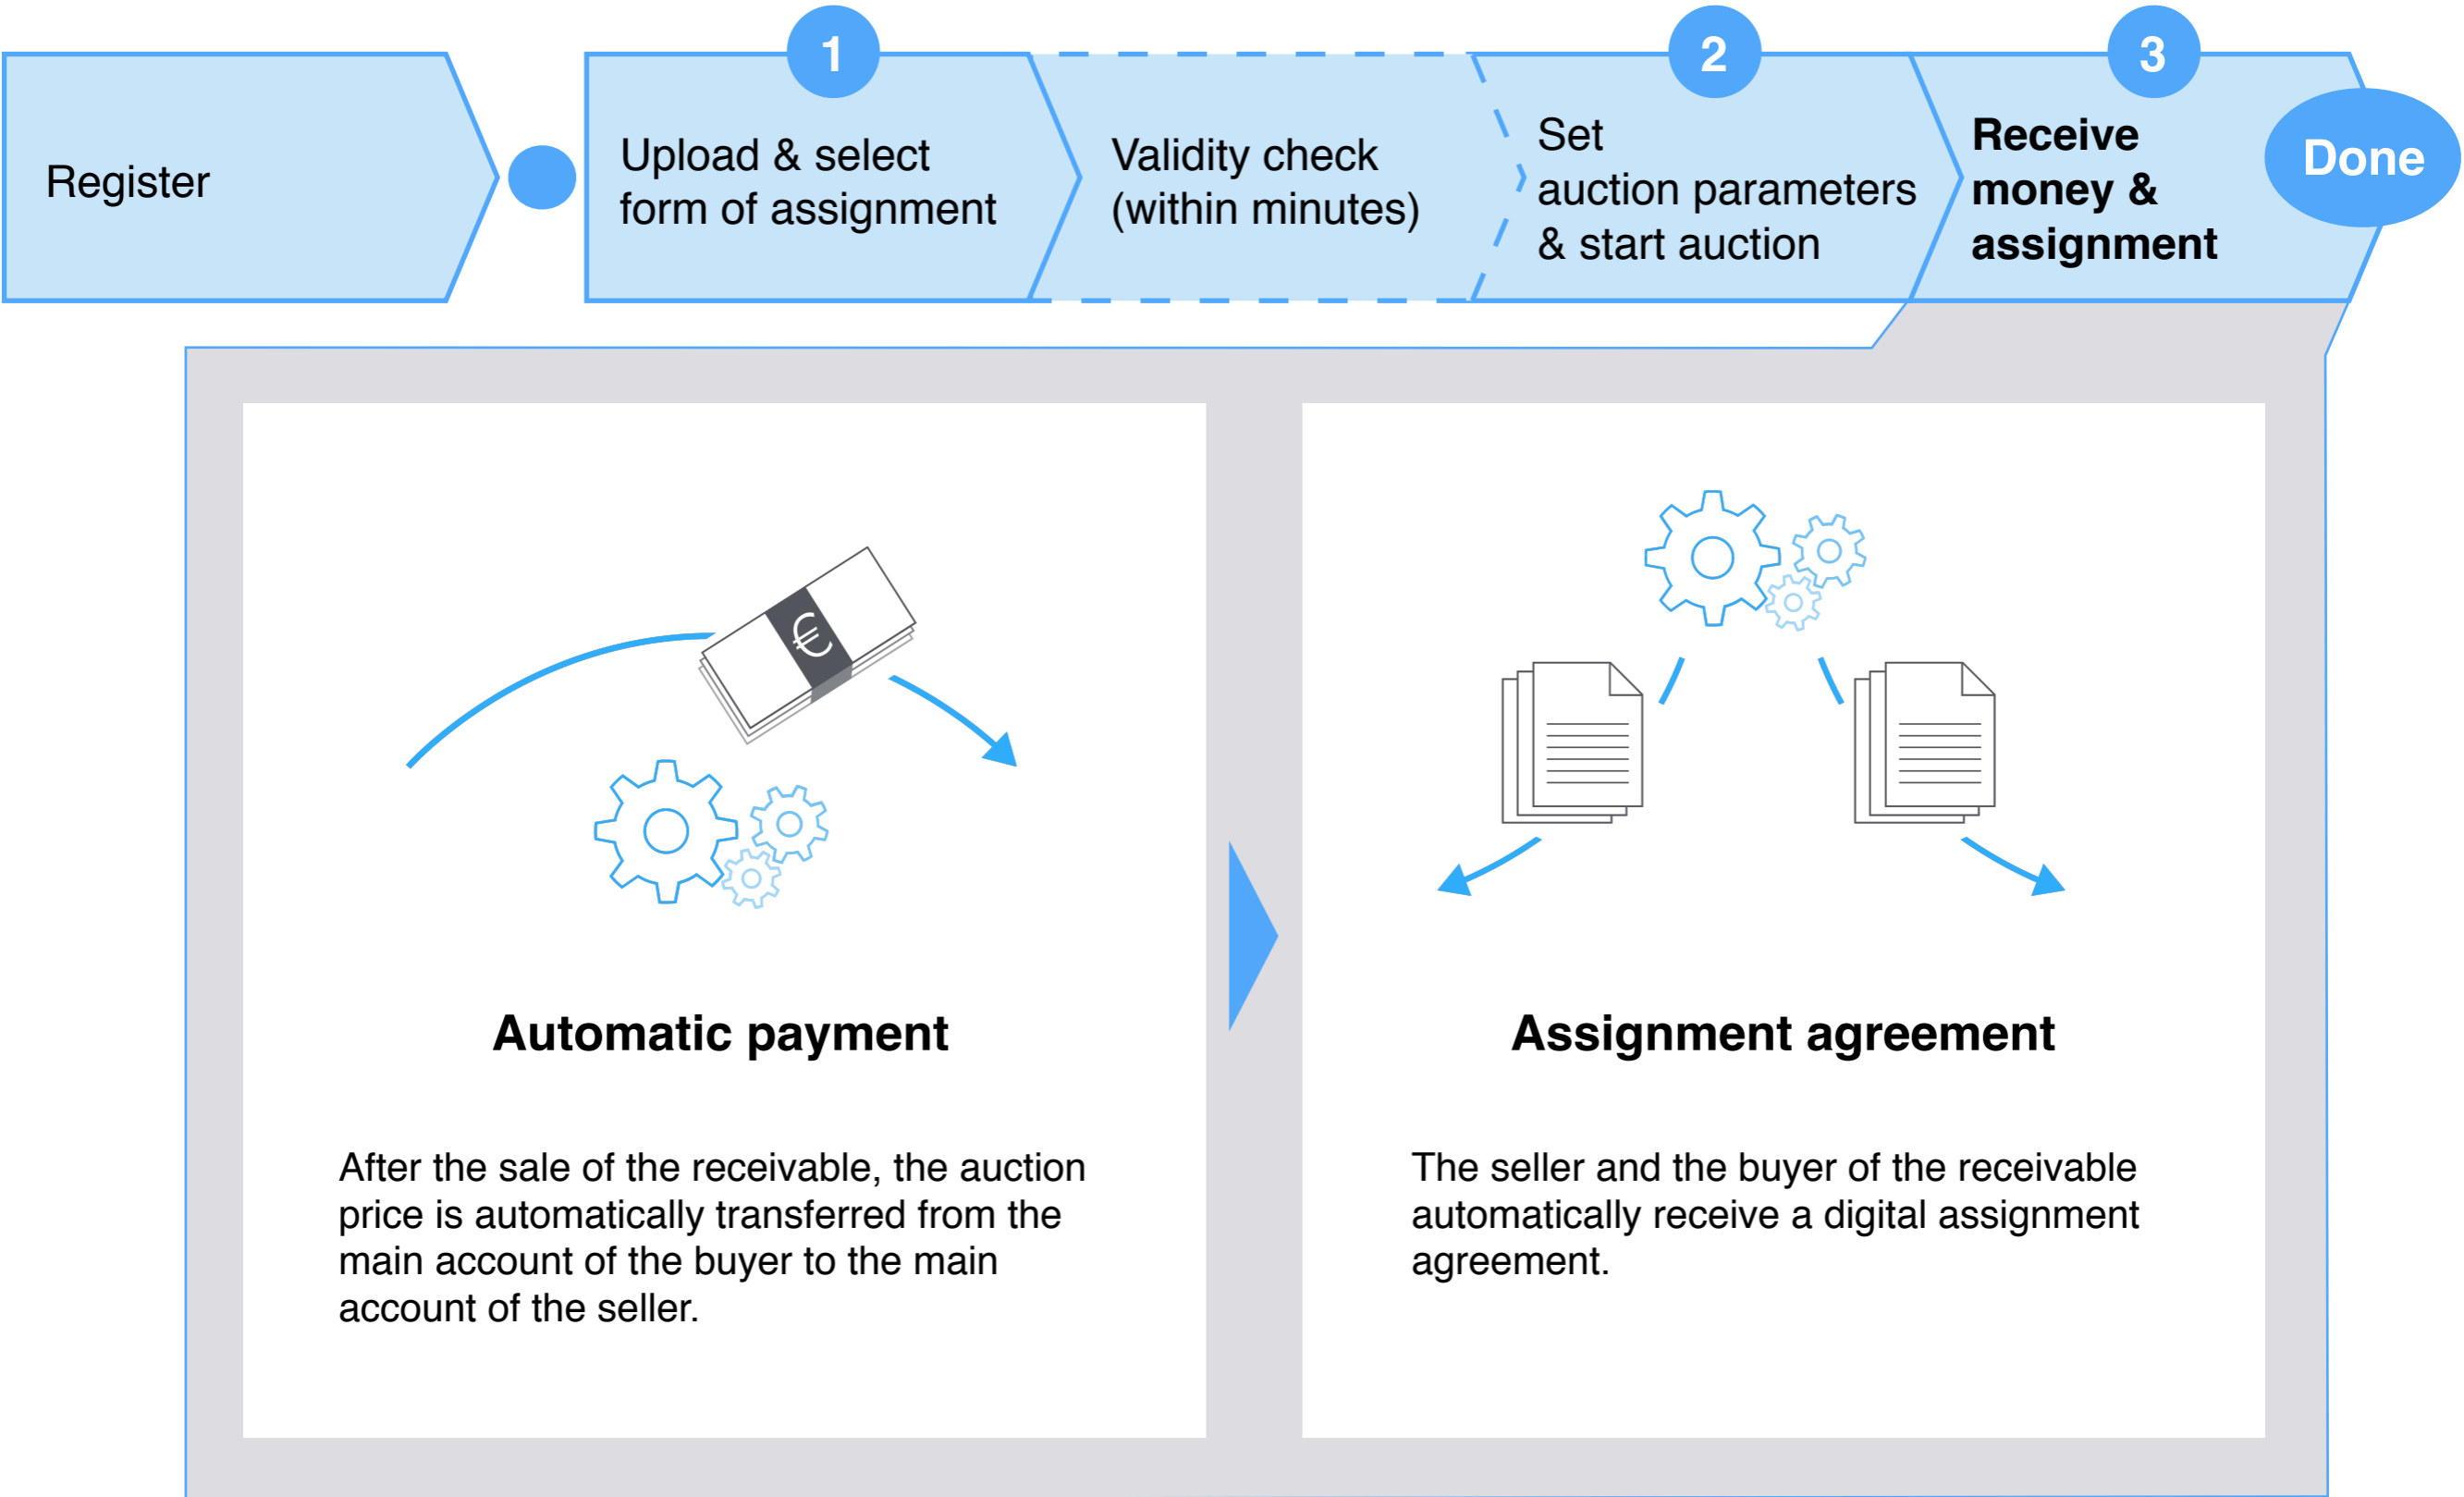 Register
1
Upload & select
form of assignment
Validity check
(within minutes)
2
Set
auction parameters
& start auction
3
Receive
money &
assignment
Done
€
Automatic payment
After the sale of the receivable, the auction
price is automatically transferred from the
main account of the buyer to the main
account of the seller.
Assignment agreement
The seller and the buyer of the receivable
automatically receive a digital assignment
agreement.